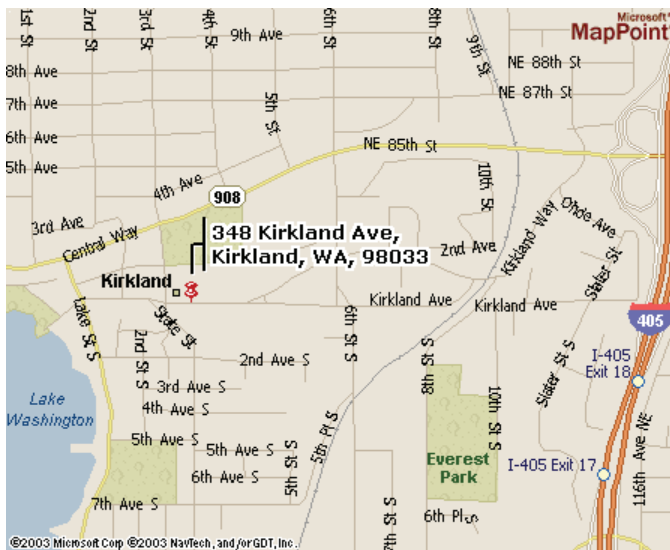 Microsoft®
MapPoint®
1st St
2nd St
3rd St
4th St
6th St
8th St
9th St
9th Ave
8th Ave
NE 88th St
7th Ave
NE 87th St
5th St
6th Ave
NE 85th St
5th Ave
4th Ave
10th St
908
Ohde Ave
3rd Ave
Kirkland Way
Central Way
348 Kirkland Ave,
Kirkland, WA, 98033
2nd Ave
Slater St
Kirkland
Kirkland Ave
Kirkland Ave
405
State St
Lake St S
6th St S
2nd St S
8th St S
Slater St S
2nd Ave S
I-405
Exit 18
3rd Ave S
10th St S
Lake
Washington
4th Ave S
5th Pl S
116th Ave NE
5th Ave S
5th Ave S
5th St S
Everest
Park
I-405 Exit 17
6th Ave S
7th Ave S
7th St S
6th Pl S
©2003 Microsoft Corp ©2003 NavTech, and/or GDT, Inc.